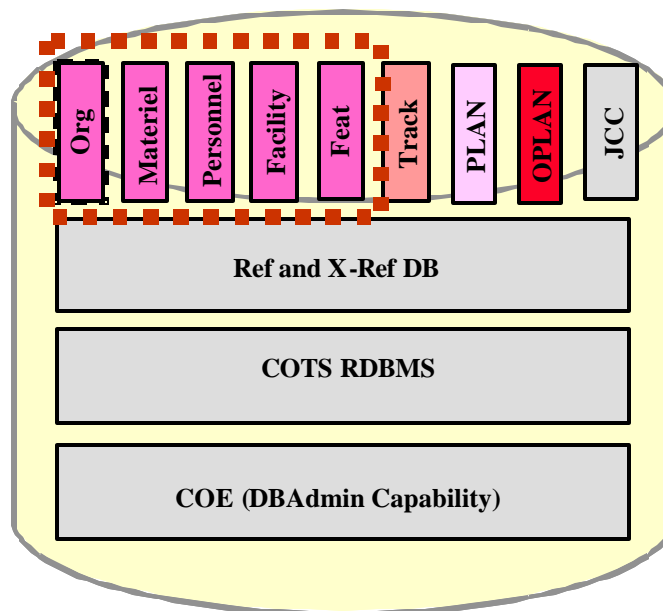 Org
Materiel
Personnel
Facility
Feat
Track
PLAN
OPLAN
JCC
Ref and X-Ref DB
COTS RDBMS
COE (DBAdmin Capability)